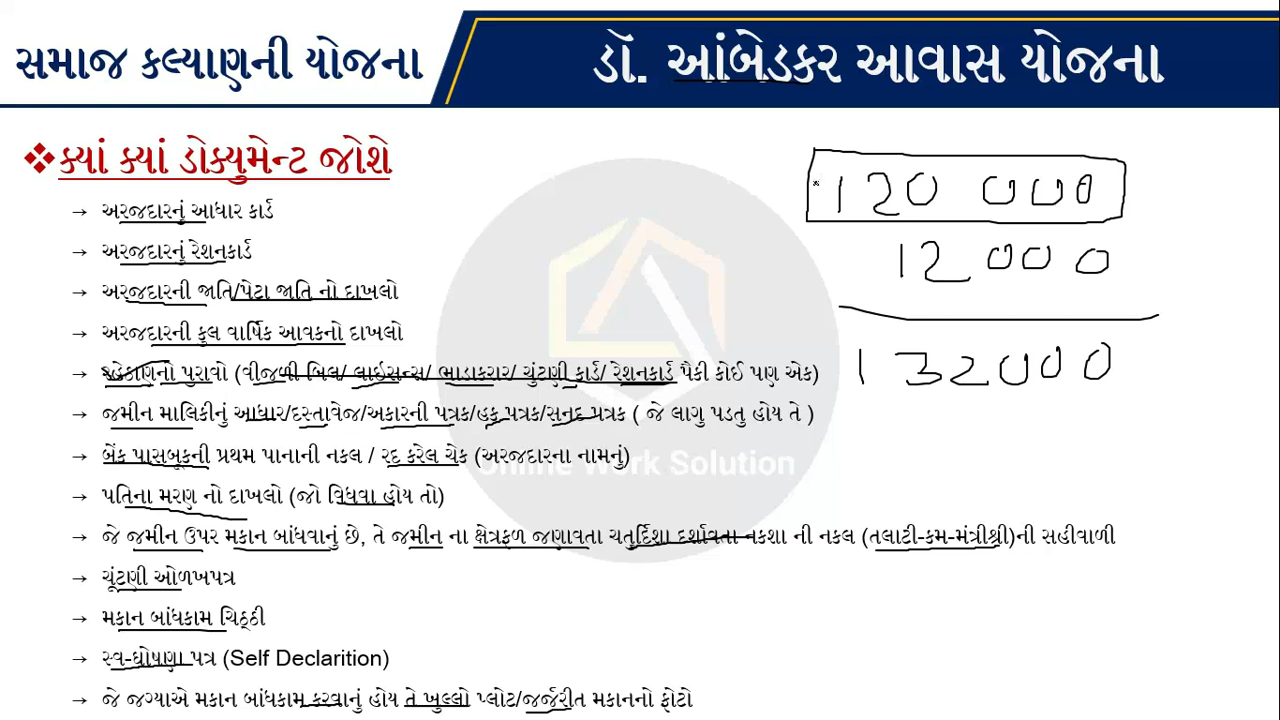 સમાજ કલ્યાણની યોજના
ડૉ. આંબેડકર આવાસ યોજના
❖ક્યાં ક્યાં ડોક્યુમેન્ટ જોશે
→ અરજદારનું આધાર કાર્ડ
→ અરજદારનું રેશનકાર્ડ
→ અરજદારની જાતિ/પેટા જાતિ નો દાખલો
→ અરજદારની કુલ વાર્ષિક આવકનો દાખલો
→ રહેકાણનો પુરાવો (વીજળી બિલ/ લાઇસન્સ/ ભાડાકરાર/ ચુંટણી કાર્ડ/ રેશનકાર્ડ પૈકી કોઈ પણ એક)
→ જમીન માલિકીનું આધાર/દસ્તાવેજ/અકારની પત્રક/હક પત્રક/સનદ પત્રક ( જે લાગુ પડતુ હોય તે )
→ બેંક પાસબૂકની પ્રથમ પાનાની નકલ / રદ કરેલ ચેક (અરજદારના નામનું)
→ પતિના મરણ નો દાખલો (જો વિધવા હોય તો)
→ જે જમીન ઉપર મકાન બાંધવાનું છે, તે જમીન ના ક્ષેત્રફળ જણાવતા ચતુર્દિશા દર્શાવતા નકશા ની નકલ (તલાટી-કમ-મંત્રીશ્રી)ની સહીવાળી
→ ચૂંટણી ઓળખપત્ર
→ મકાન બાંધકામ ચિઠ્ઠી
→ સ્વ-ઘોષણા પત્ર (Self Declarition)
→ જે જગ્યાએ મકાન બાંધકામ કરવાનું હોય તે ખુલ્લો પ્લોટ/જર્જરીત મકાનનો ફોટો
120 000
12000
132000
Online Work Solution